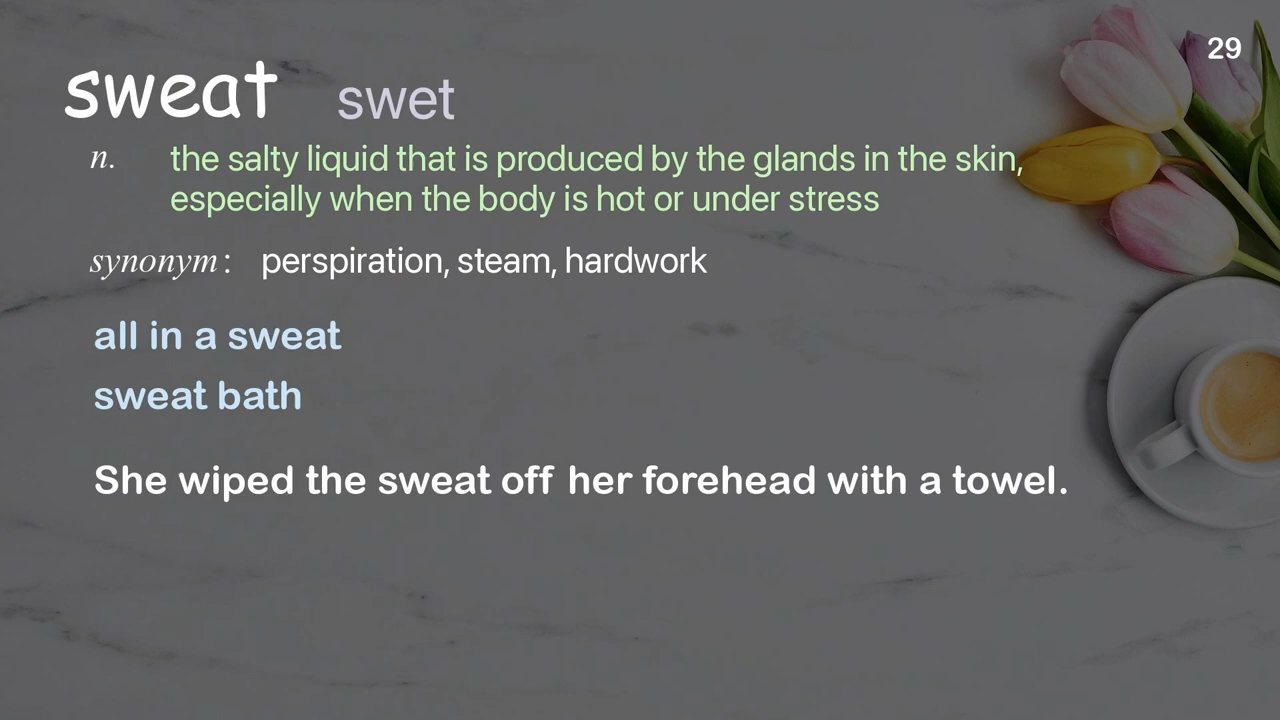 29
sweat swet
n. the salty liquid that is produced by the glands in the skin,
especially when the body is hot or under stress
synonym : perspiration, steam, hardwork
all in a sweat
sweat bath
She wiped the sweat off her forehead with a towel.